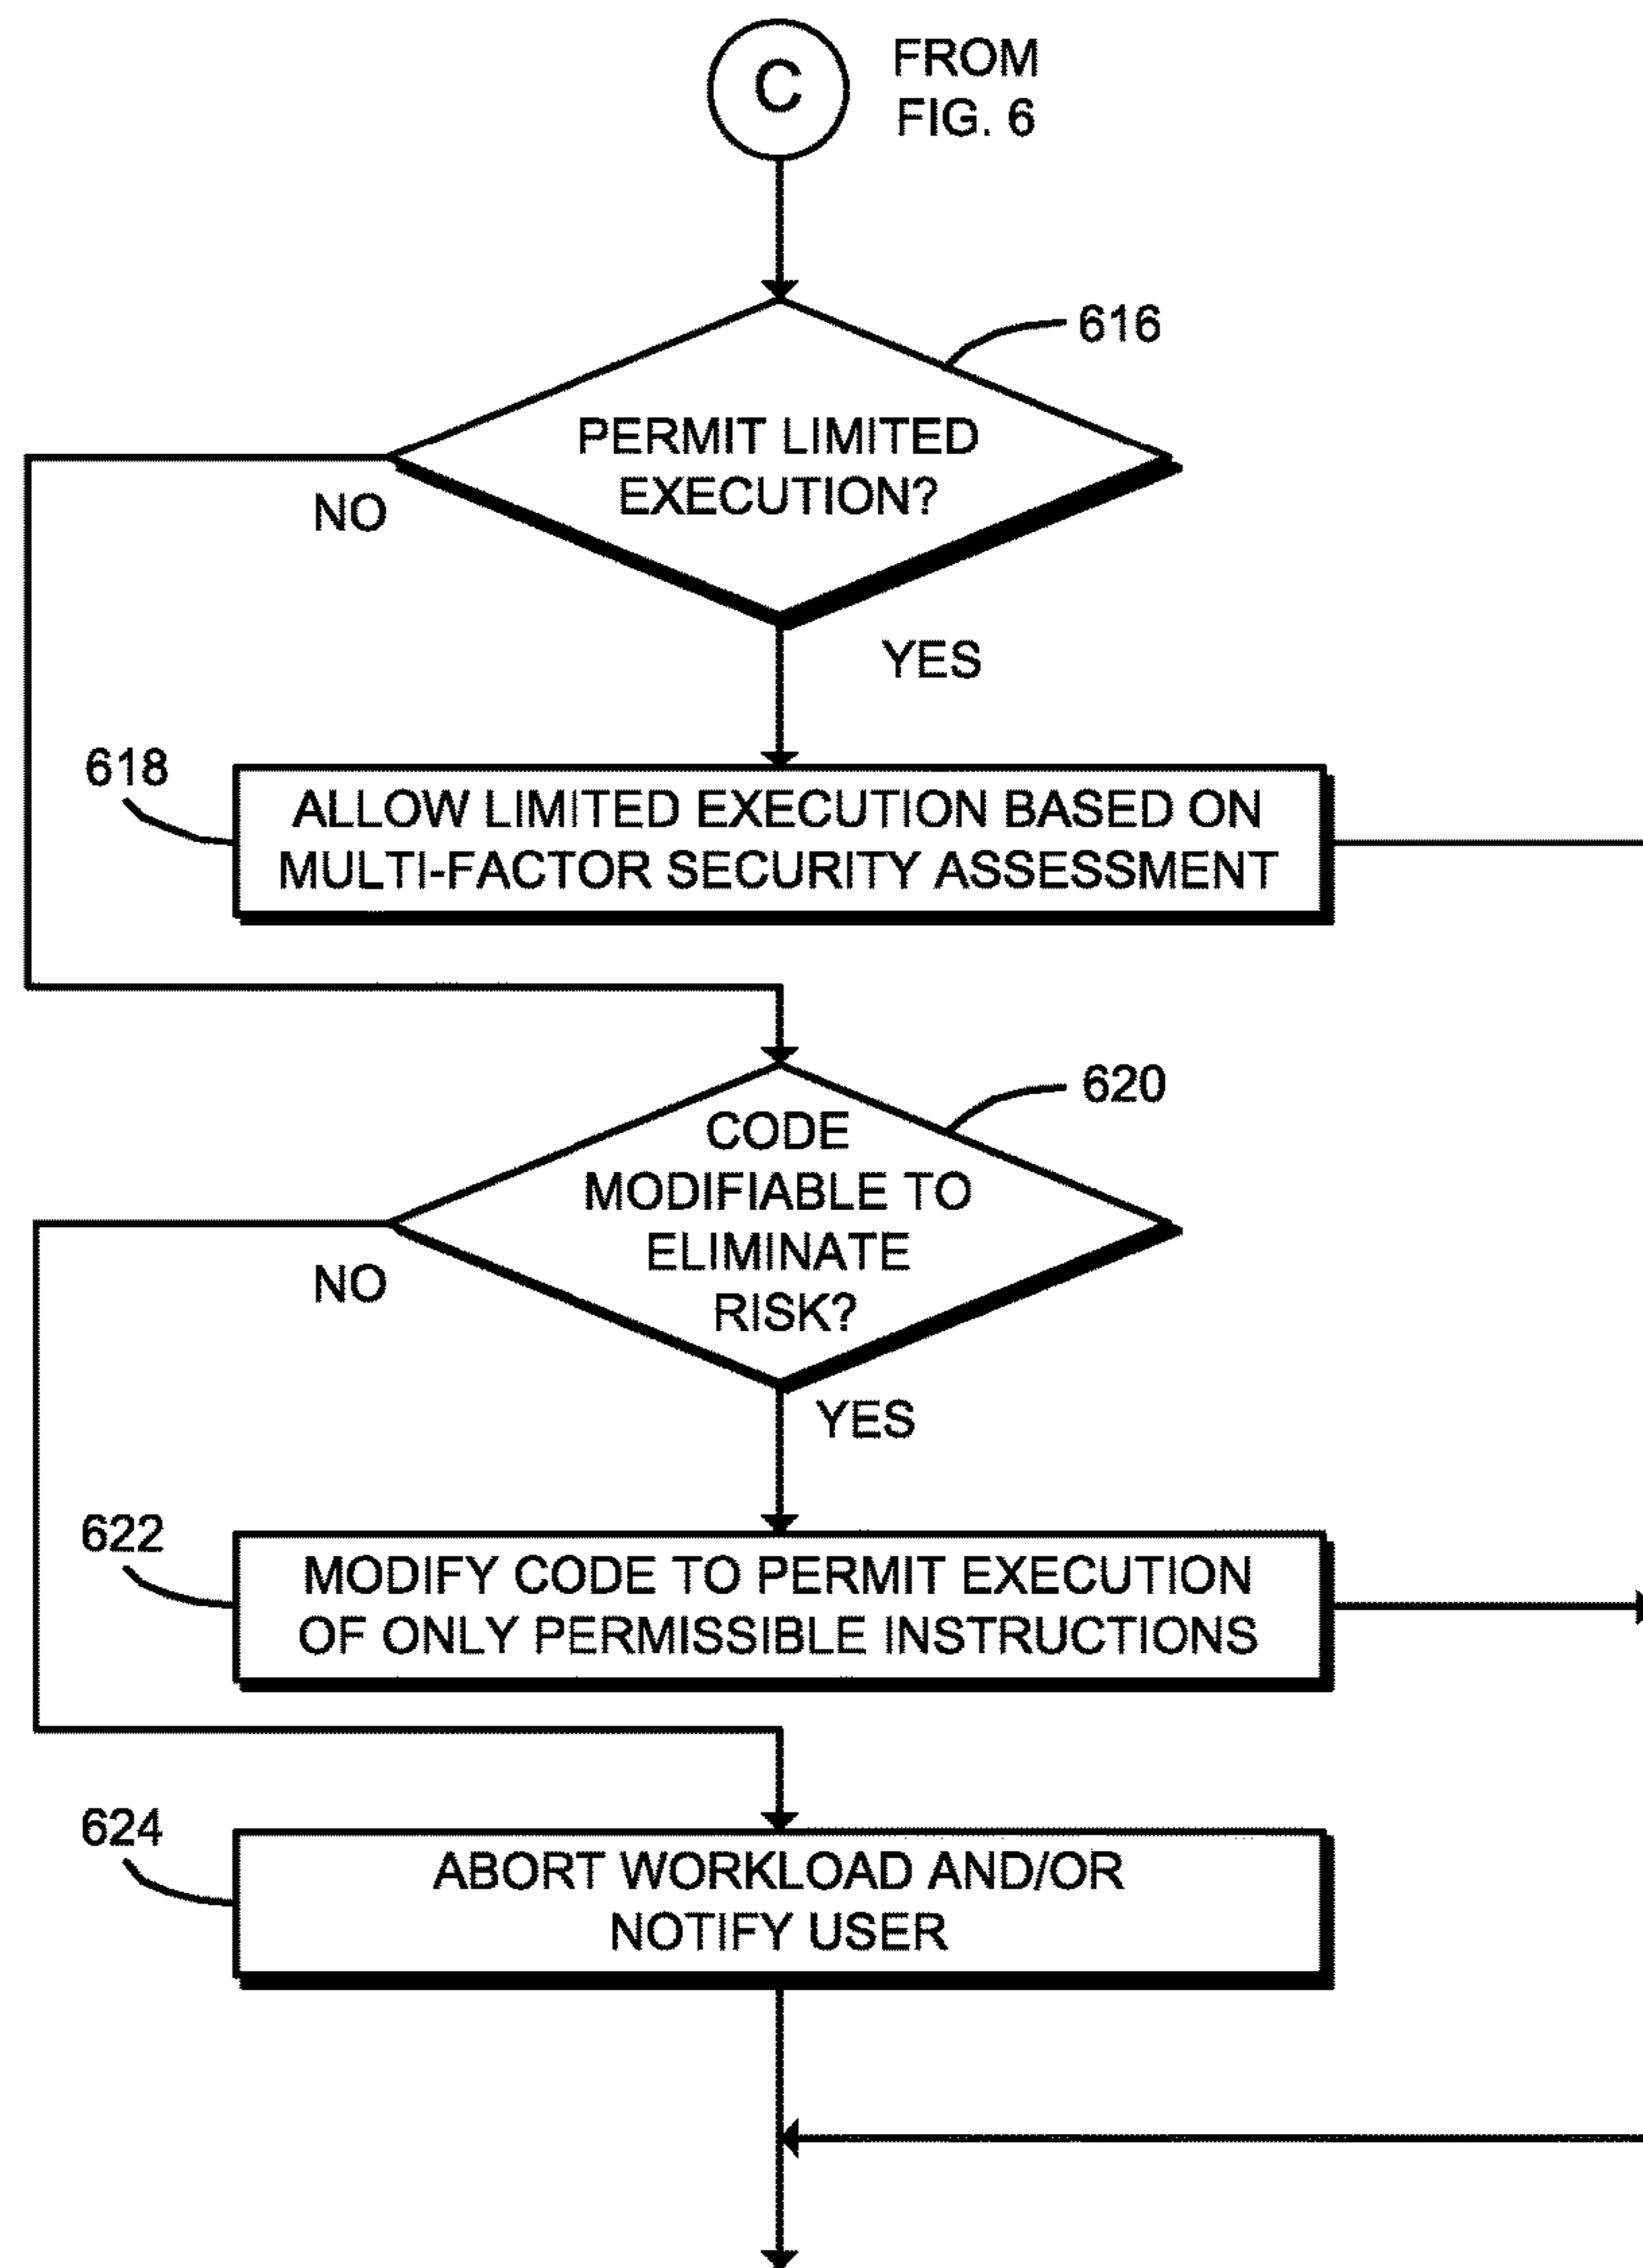 C
FROM
FIG. 6
616
PERMIT LIMITED
EXECUTION?
NO
YES
618
ALLOW LIMITED EXECUTION BASED ON
MULTI-FACTOR SECURITY ASSESSMENT
620
CODE
MODIFIABLE TO
ELIMINATE
RISK?
NO
YES
622
MODIFY CODE TO PERMIT EXECUTION
OF ONLY PERMISSIBLE INSTRUCTIONS
624
ABORT WORKLOAD AND/OR
NOTIFY USER